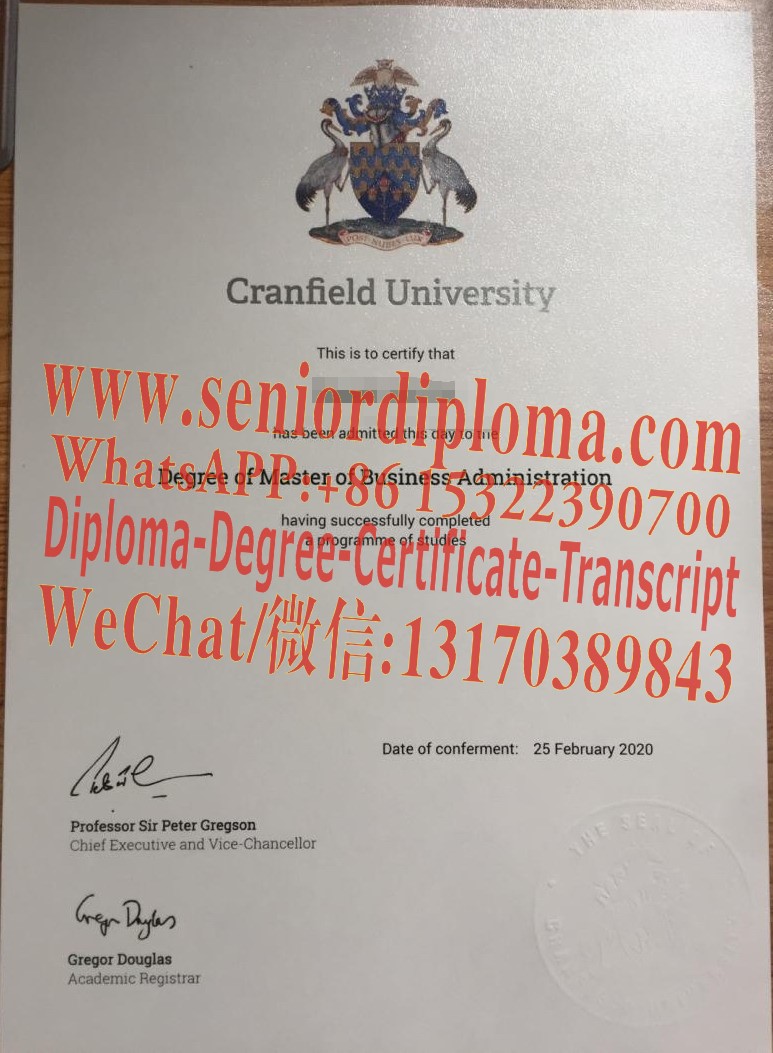 POST NUBES LUX
Cranfield University
This is to certify that
www.seniordiploma.com
has been admitted this day to the
WhatsAPP:+86 15322390700
Degree of Master of Business Administration
having successfully completed
a programme of studies
Diploma-Degree-Certificate-Transcript
WeChat/微信:13170389843
Date of conferment: 25 February 2020
Professor Sir Peter Gregson
Chief Executive and Vice-Chancellor
Gregor Douglas
Gregor Douglas
Academic Registrar
THE SEAL OF